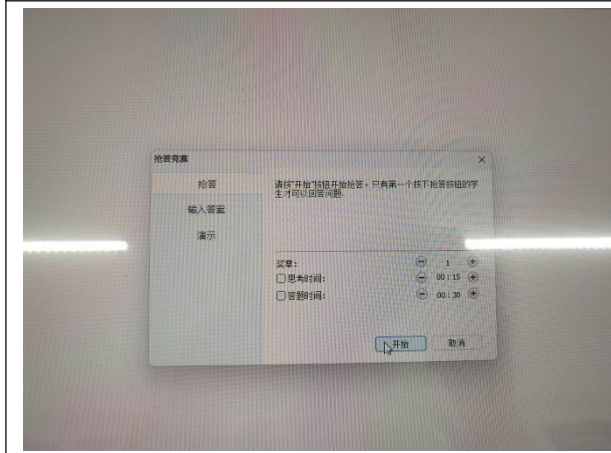 抢答竞赛
抢答
输入答案
演示
请按"开始"按钮开始抢答。只有第一个按下抢答按钮的学
生才可以回答问题.
奖章:
1
思考时间:
00:15
答题时间:
00:30
开始
取消